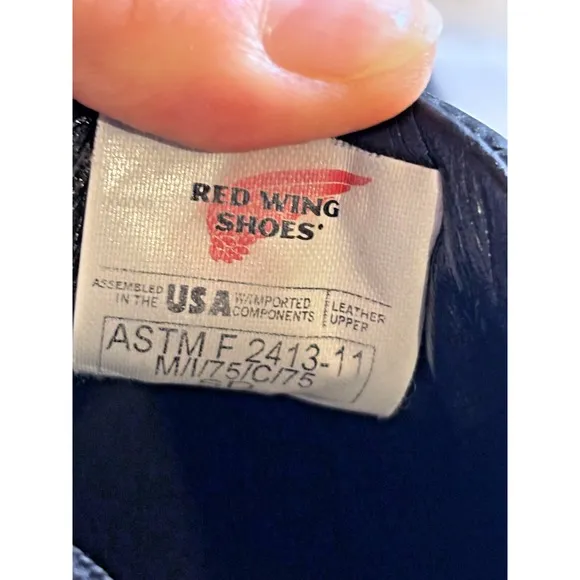 RED WING
SHOES'
ASSEMBLED
IN THE
USA
W/IMPORTED
COMPONENTS
LEATHER
UPPER
ASTM F 2413-11
M/I/75/C/75